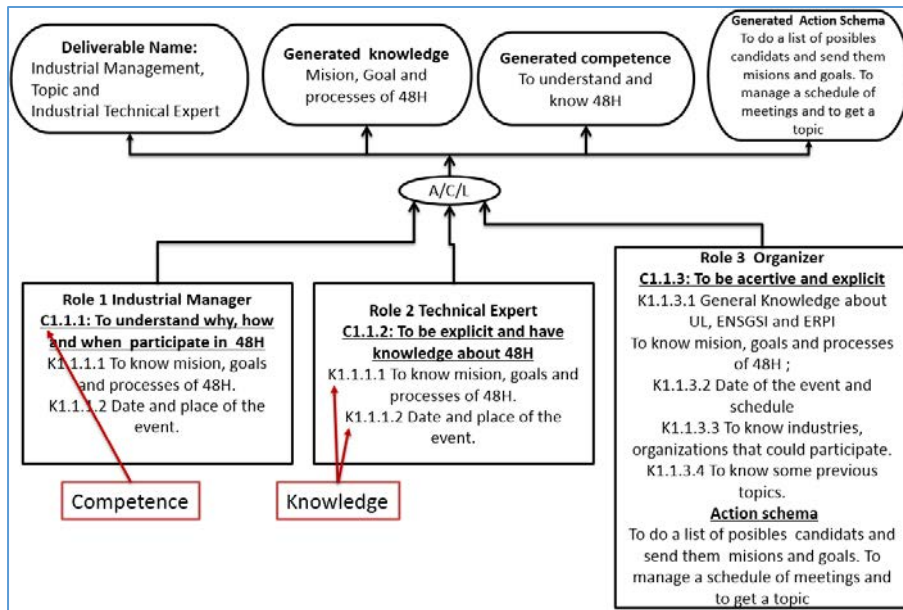 Deliverable Name:
Industrial Management,
Topic and
Industrial Technical Expert
Generated knowledge
Mision, Goal and
processes of 48H
Generated competence
To understand and
know 48H
Generated Action Schema
To do a list of posibles
candidats and send them
misions and goals. To
manage a schedule of
meetings and to get a
topic
A/C/L
Role 1 Industrial Manager
C1.1.1: To understand why, how
and when participate in 48H
K1.1.1.1 To know mision, goals
and processes of 48H.
K1.1.1.2 Date and place of the
event.
Role 2 Technical Expert
C1.1.2: To be explicit and have
knowledge about 48H
K1.1.1.1 To know mision, goals and
processes of 48H.
K1.1.1.2 Date and place of the
event.
Role 3 Organizer
C1.1.3: To be acertive and explicit
K1.1.3.1 General Knowledge about
UL, ENSGSI and ERPI
To know mision, goals and processes
of 48H ;
K1.1.3.2 Date of the event and
schedule
K1.1.3.3 To know industries,
organizations that could participate.
K1.1.3.4 To know some previous
topics.
Action schema
To do a list of posibles candidats and
send them misions and goals. To
manage a schedule of meetings and
to get a topic
Competence
Knowledge